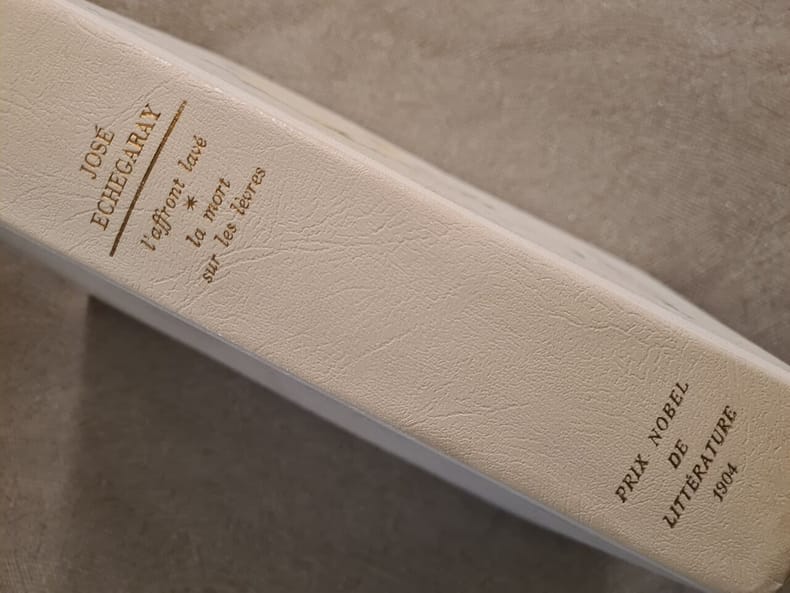 JOSÉ
ECHEGARAY
l'affront lavé
*
la mort
sur les lèvres
PRIX NOBEL
DE
LITTÉRATURE
1904